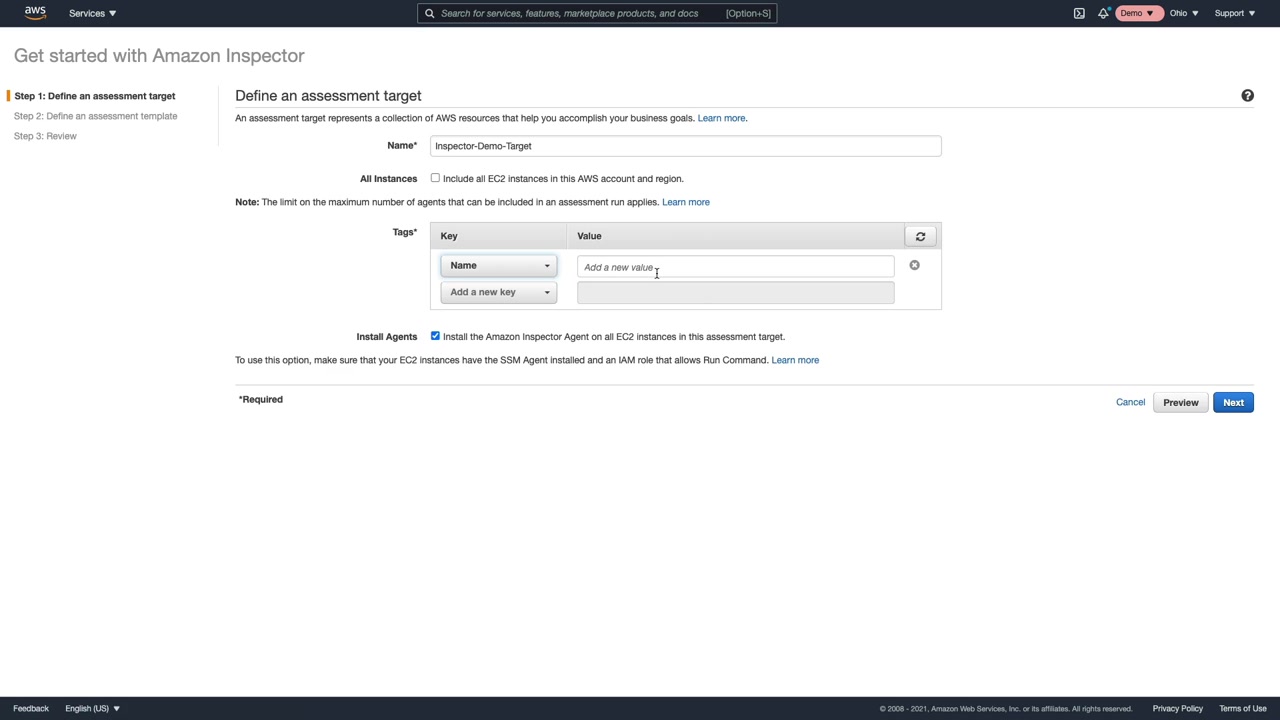 aws Services Search for services, features, marketplace products, and docs [Option+S] Demo Ohio Support
Get started with Amazon Inspector
Step 1: Define an assessment target
Step 2: Define an assessment template
Step 3: Review
Define an assessment target
An assessment target represents a collection of AWS resources that help you accomplish your business goals. Learn more.
Name* Inspector-Demo-Target
All Instances Include all EC2 instances in this AWS account and region.
Note: The limit on the maximum number of agents that can be included in an assessment run applies. Learn more
Tags* Key Value
Name Add a new value
Add a new key
Install Agents Install the Amazon Inspector Agent on all EC2 instances in this assessment target.
To use this option, make sure that your EC2 instances have the SSM Agent installed and an IAM role that allows Run Command. Learn more
*Required Cancel Preview Next
Feedback English (US) © 2008 - 2021, Amazon Web Services, Inc. or its affiliates. All rights reserved. Privacy Policy Terms of Use